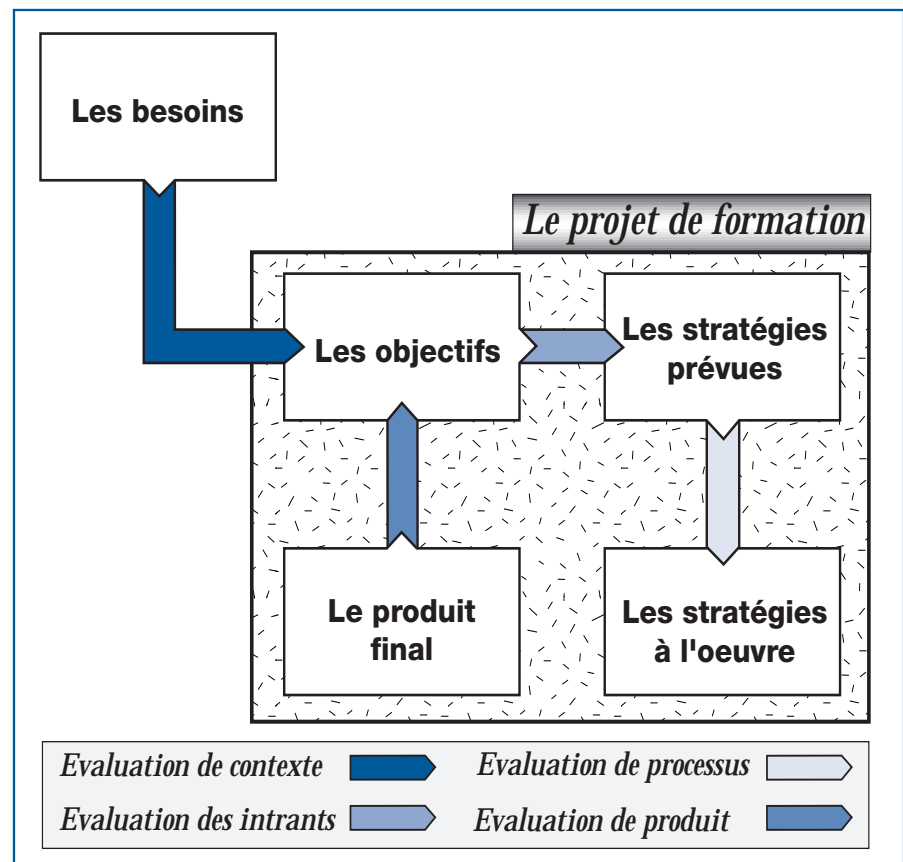 Les besoins
Le projet de formation
Les objectifs
Les stratégies
prévues
Le produit
final
Les stratégies
à l'oeuvre
Evaluation de contexte
Evaluation de processus
Evaluation des intrants
Evaluation de produit